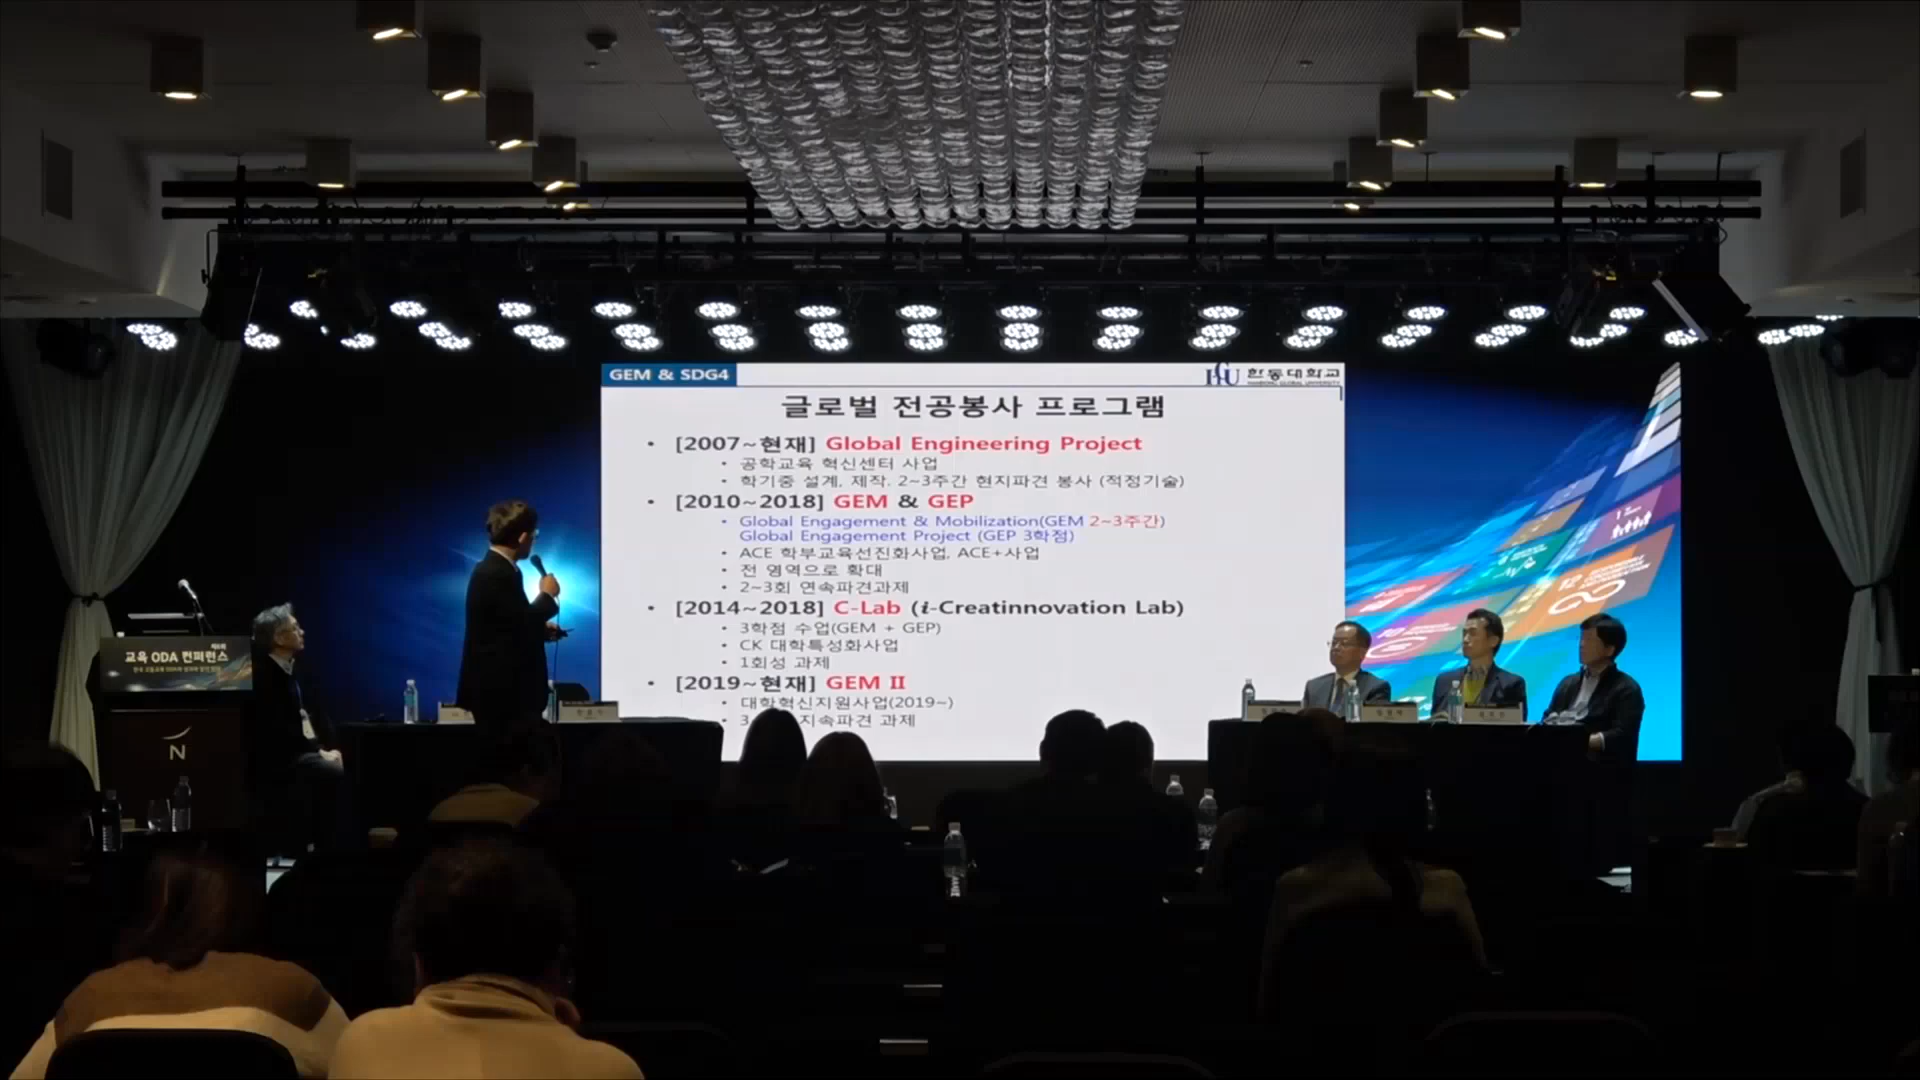 GEM & SDG4
HGU 한동대학교
HANDONG GLOBAL UNIVERSITY
글로벌 전공봉사 프로그램
• [2007~현재] Global Engineering Project
• 공학교육 혁신센터 사업
• 학기중 설계, 제작. 2~3주간 현지파견 봉사 (적정기술)
• [2010~2018] GEM & GEP
• Global Engagement & Mobilization(GEM 2~3주간)
Global Engagement Project (GEP 3학점)
• ACE 학부교육선진화사업, ACE+사업
• 전 영역으로 확대
• 2~3회 연속파견과제
• [2014~2018] C-Lab (i-Creatinnovation Lab)
• 3학점 수업(GEM + GEP)
• CK 대학특성화사업
• 1회성 과제
• [2019~현재] GEM II
• 대학혁신지원사업(2019~)
• 3 지속파견 과제
교육 ODA 컨퍼런스
N
1
12
10